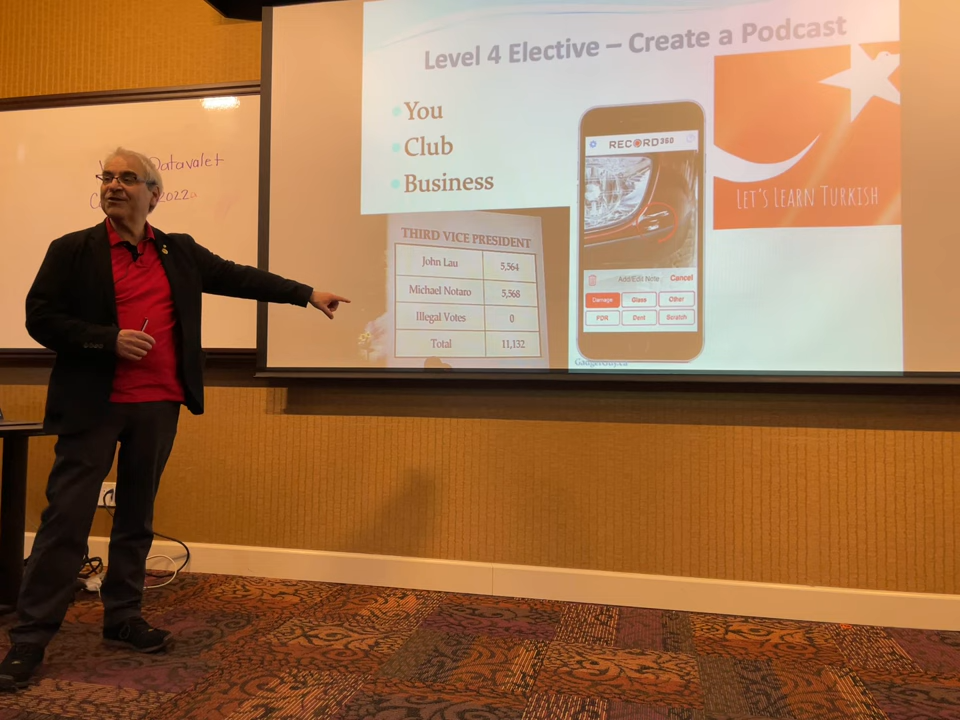 Level 4 Elective – Create a Podcast
You
Club
Business
THIRD VICE PRESIDENT
John Lau 5,564
Michael Notaro 5,568
Illegal Votes 0
Total 11,132
RECORD360
Add/Edit Note Cancel
Damage Glass Other
PDR Dent Scratch
LET'S LEARN TURKISH
Datavalet
2022a